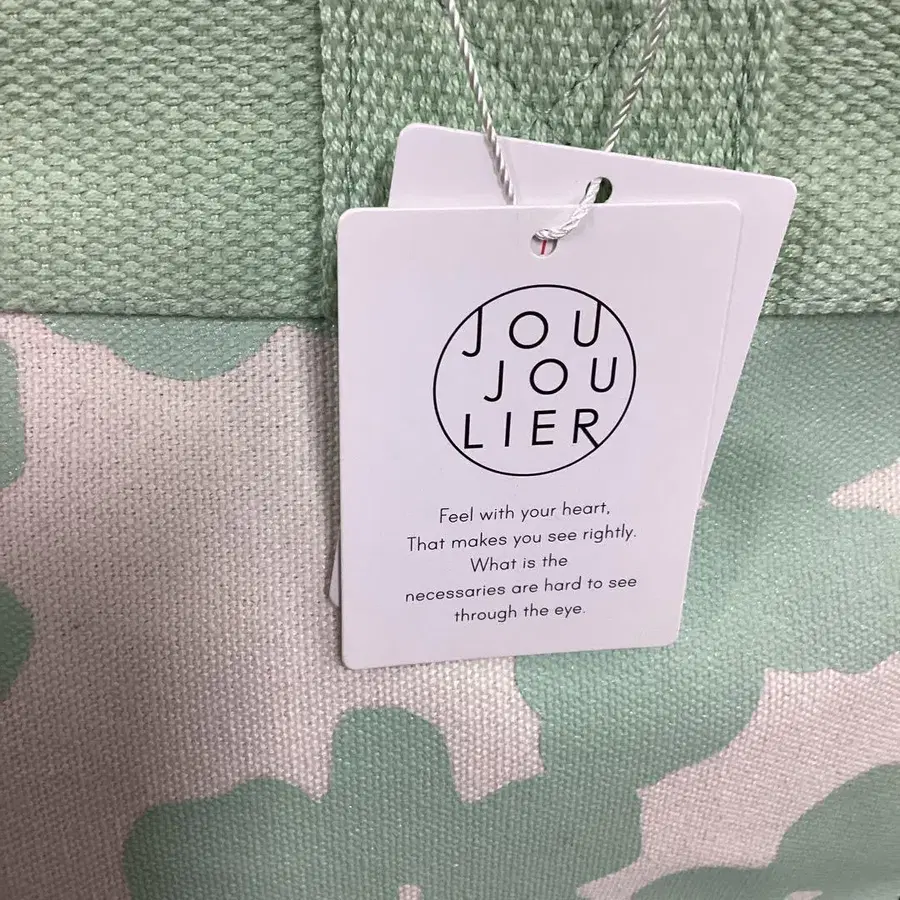 JOU
JOU
LIER
Feel with your heart,
That makes you see rightly.
What is the
necessaries are hard to see
through the eye.